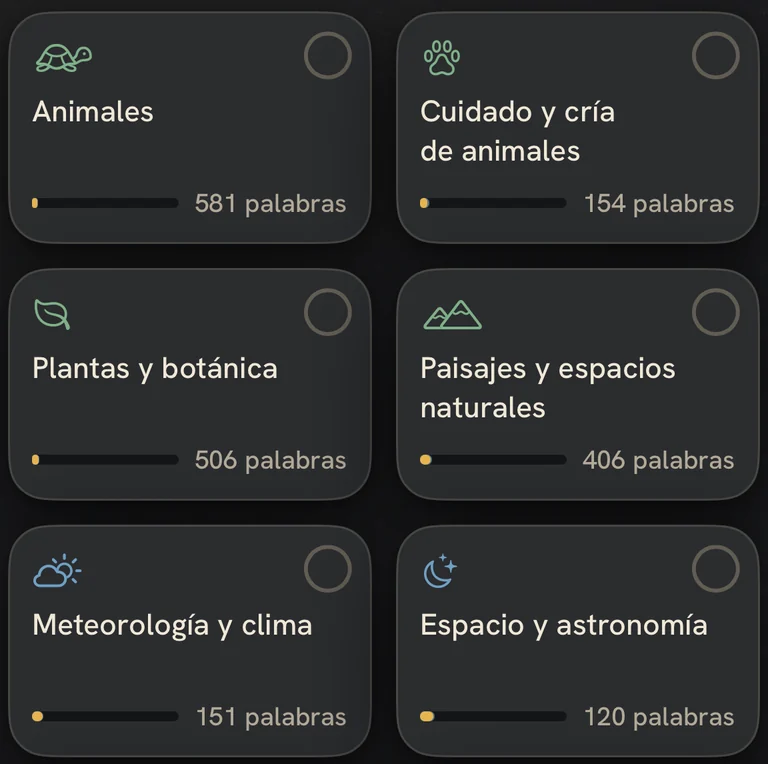 Animales
581 palabras
Cuidado y cría
de animales
154 palabras
Plantas y botánica
506 palabras
Paisajes y espacios
naturales
406 palabras
Meteorología y clima
151 palabras
Espacio y astronomía
120 palabras